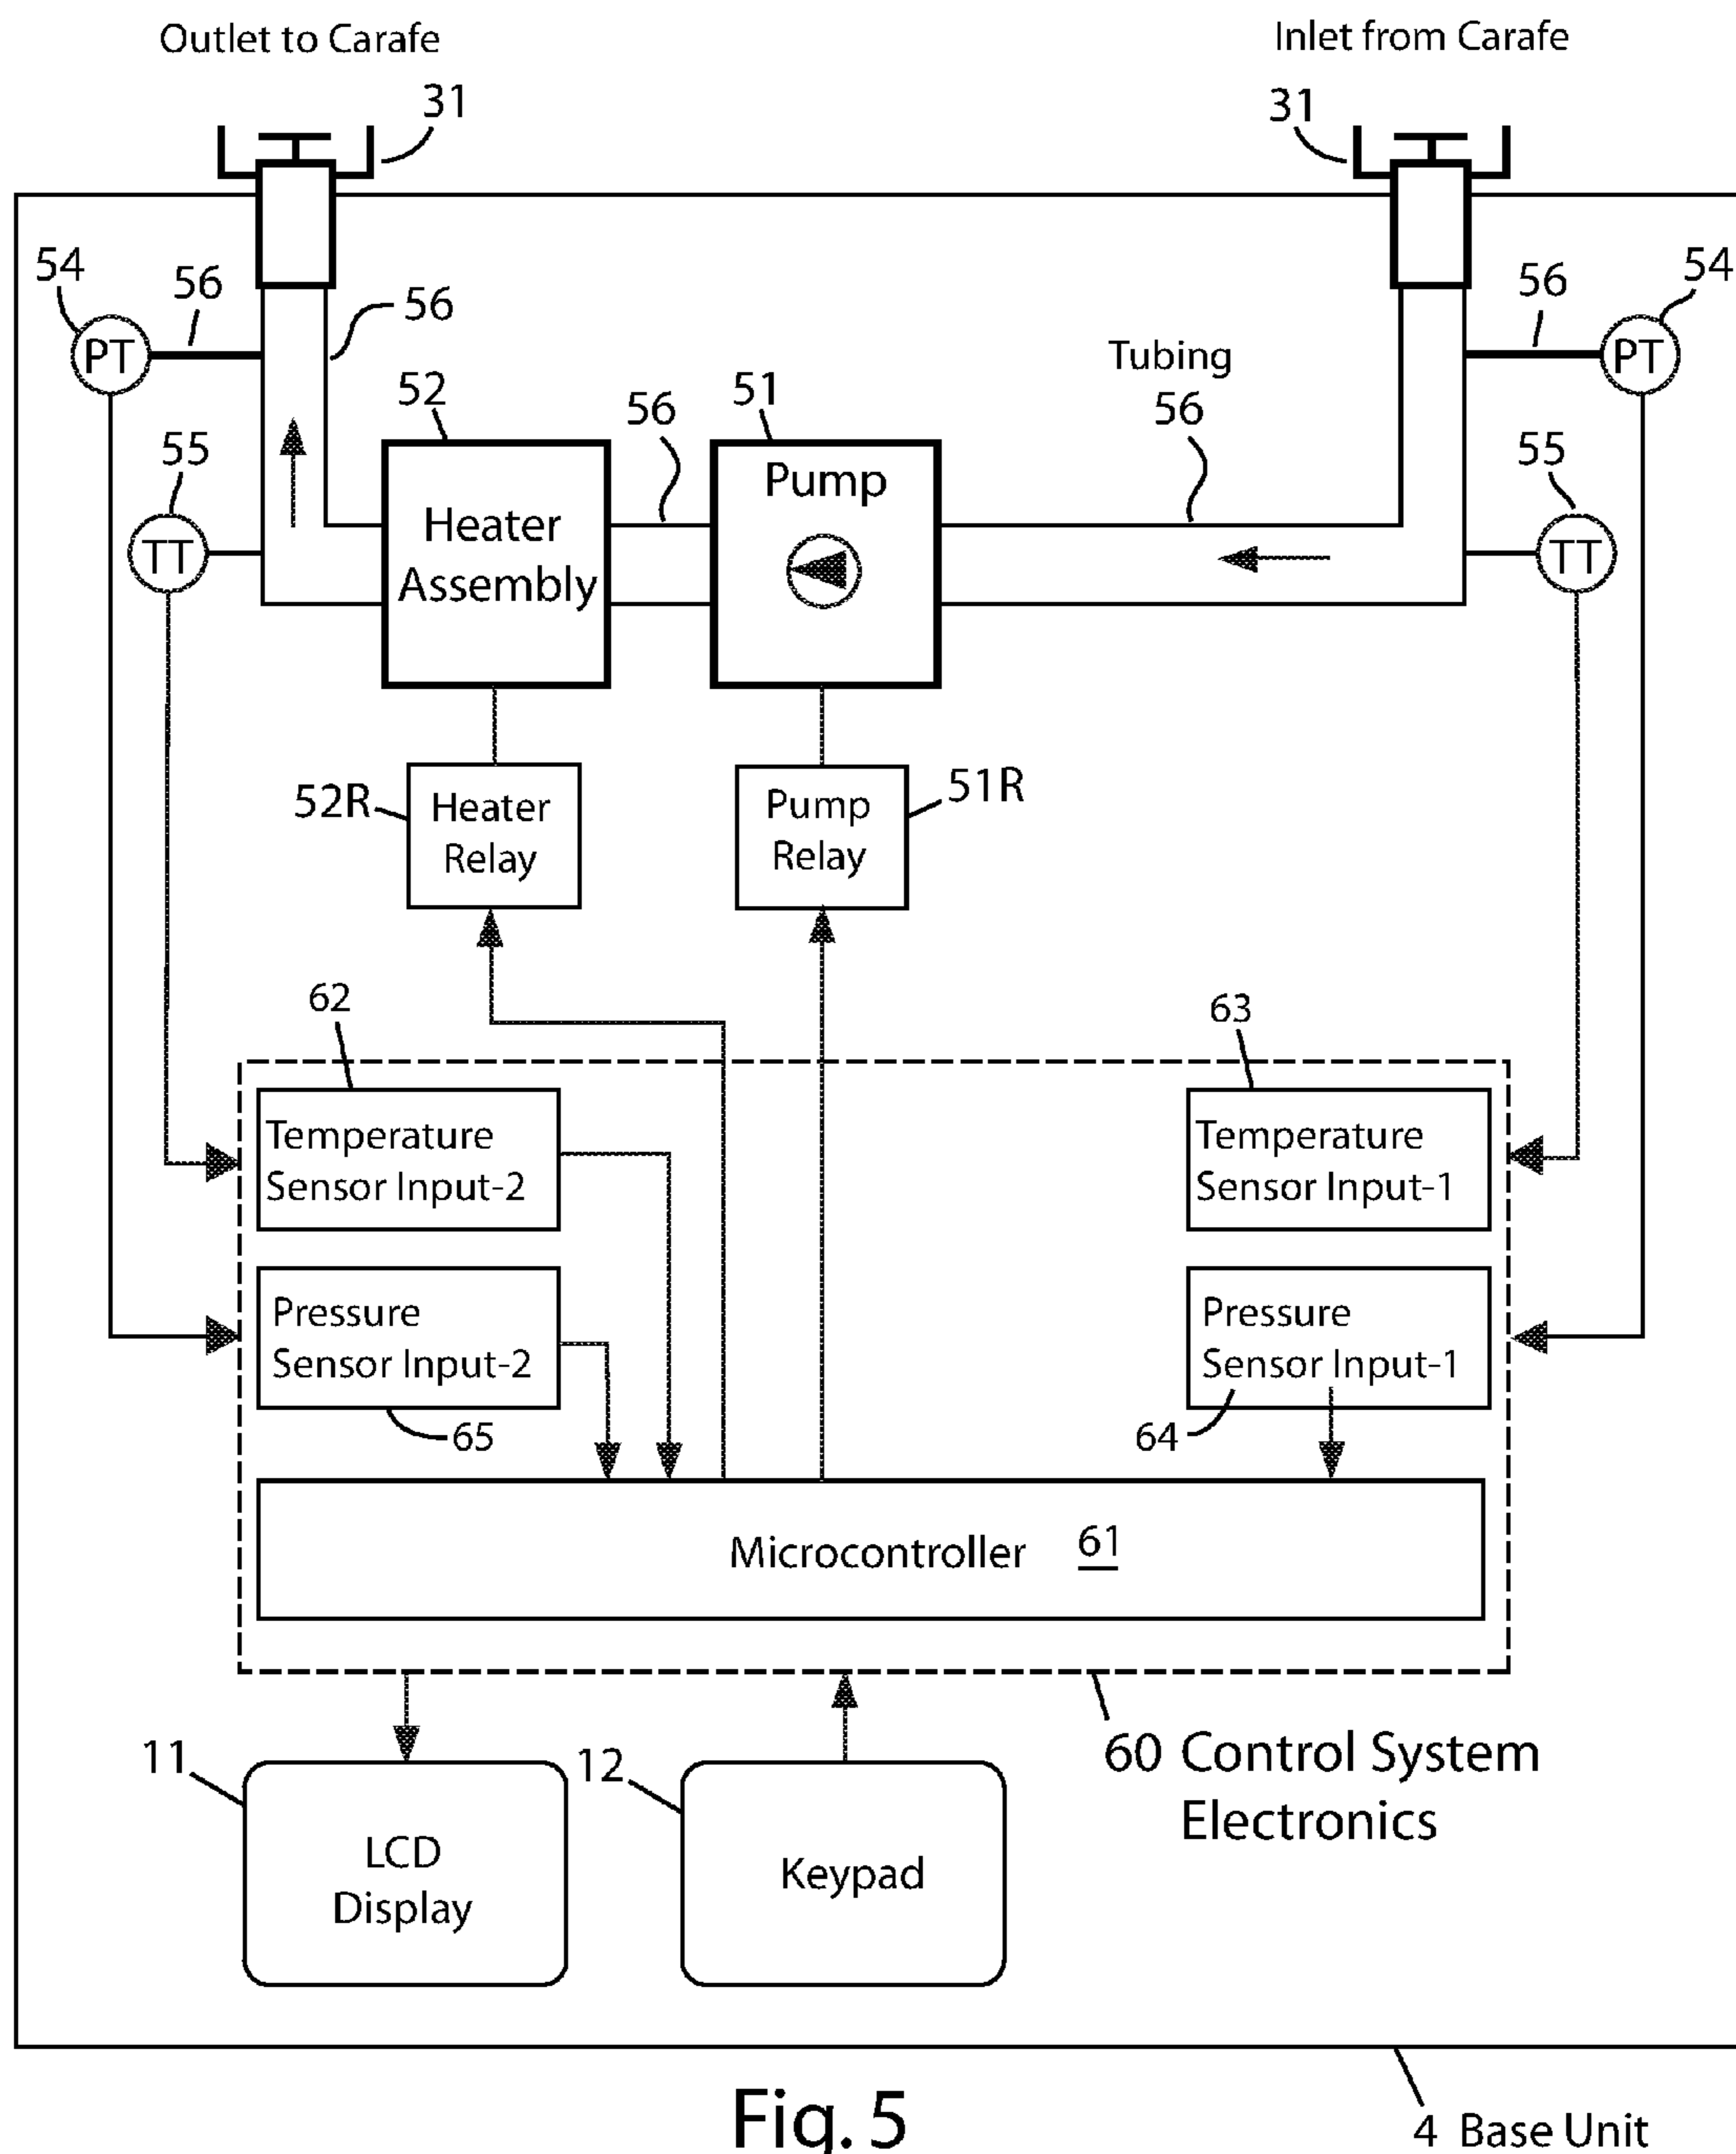 Outlet to Carafe
Inlet from Carafe
31
31
54
56
56
56
54
PT
PT
52
56
51
Tubing
56
55
55
TT
TT
Heater
Assembly
Pump
52R
Heater
Relay
Pump
Relay
51R
62
63
Temperature
Sensor Input-2
Temperature
Sensor Input-1
Pressure
Sensor Input-2
Pressure
Sensor Input-1
65
64
Microcontroller 61
11
12
60 Control System
Electronics
LCD
Display
Keypad
Fig. 5
4 Base Unit